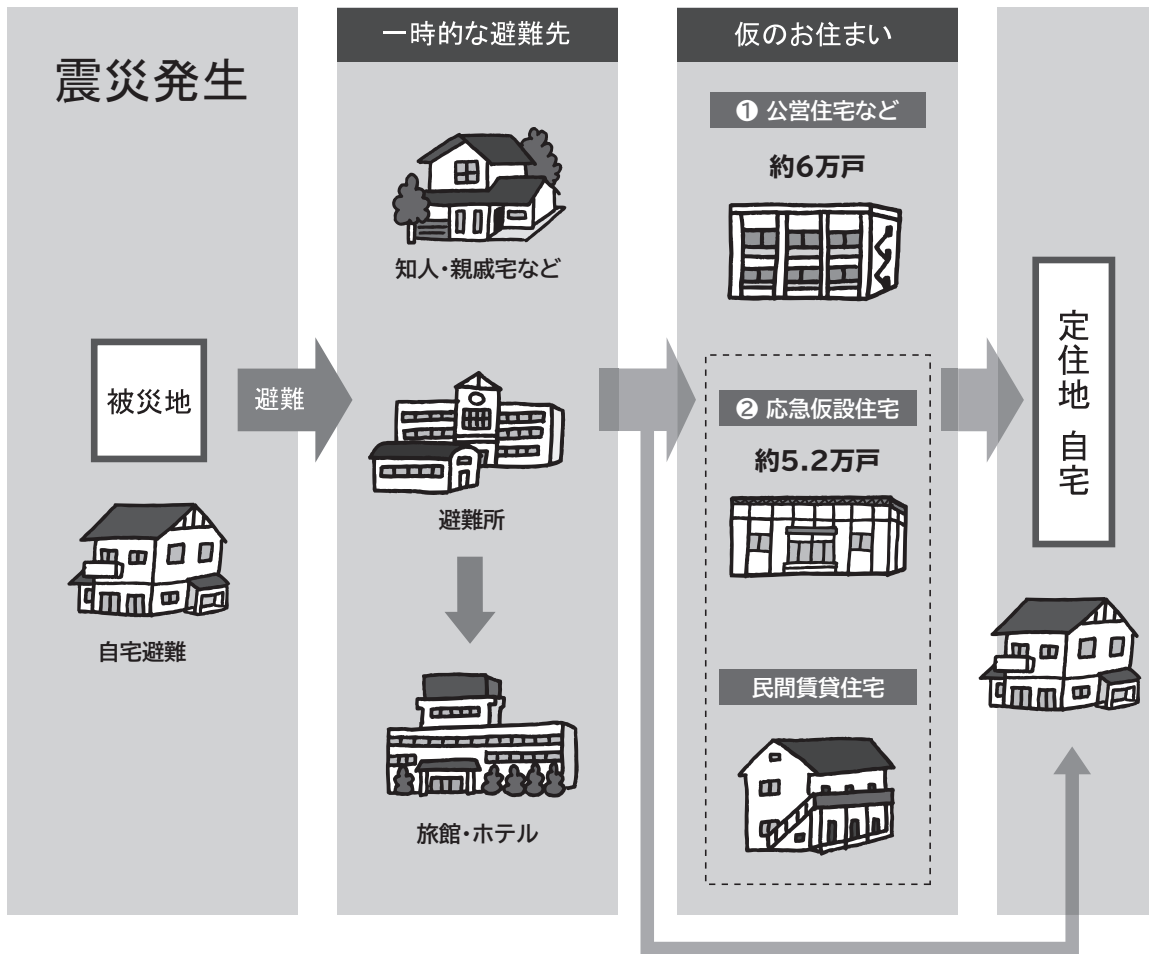 震災発生
被災地
自宅避難
避難
一時的な避難先
知人・親戚宅など
避難所
旅館・ホテル
仮のお住まい
❶ 公営住宅など
約6万戸
❷ 応急仮設住宅
約5.2万戸
民間賃貸住宅
定住地 自宅